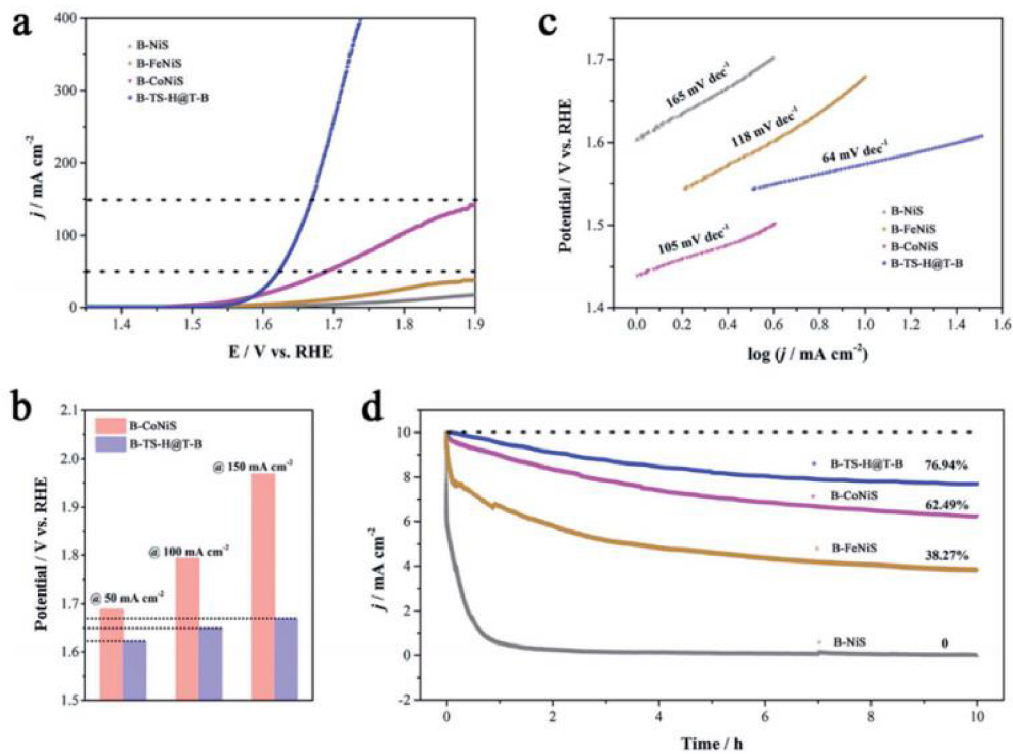 a
400
350
300
250
200
150
100
50
0
j / mA cm⁻²
B-NiS
B-FeNiS
B-CoNiS
B-TS-H@T-B
1.4 1.5 1.6 1.7 1.8 1.9
E / V vs. RHE
c
1.7
1.6
1.5
1.4
Potential / V vs. RHE
165 mV dec⁻¹
118 mV dec⁻¹
64 mV dec⁻¹
105 mV dec⁻¹
B-NiS
B-FeNiS
B-CoNiS
B-TS-H@T-B
0.0 0.2 0.4 0.6 0.8 1.0 1.2 1.4 1.6
log (j / mA cm⁻²)
b
2.1
2.0
1.9
1.8
1.7
1.6
1.5
Potential / V vs. RHE
B-CoNiS
B-TS-H@T-B
@ 150 mA cm⁻²
@ 100 mA cm⁻²
@ 50 mA cm⁻²
d
12
10
8
6
4
2
0
-2
j / mA cm⁻²
B-TS-H@T-B 76.94%
B-CoNiS 62.49%
B-FeNiS 38.27%
B-NiS 0
0 2 4 6 8 10
Time / h